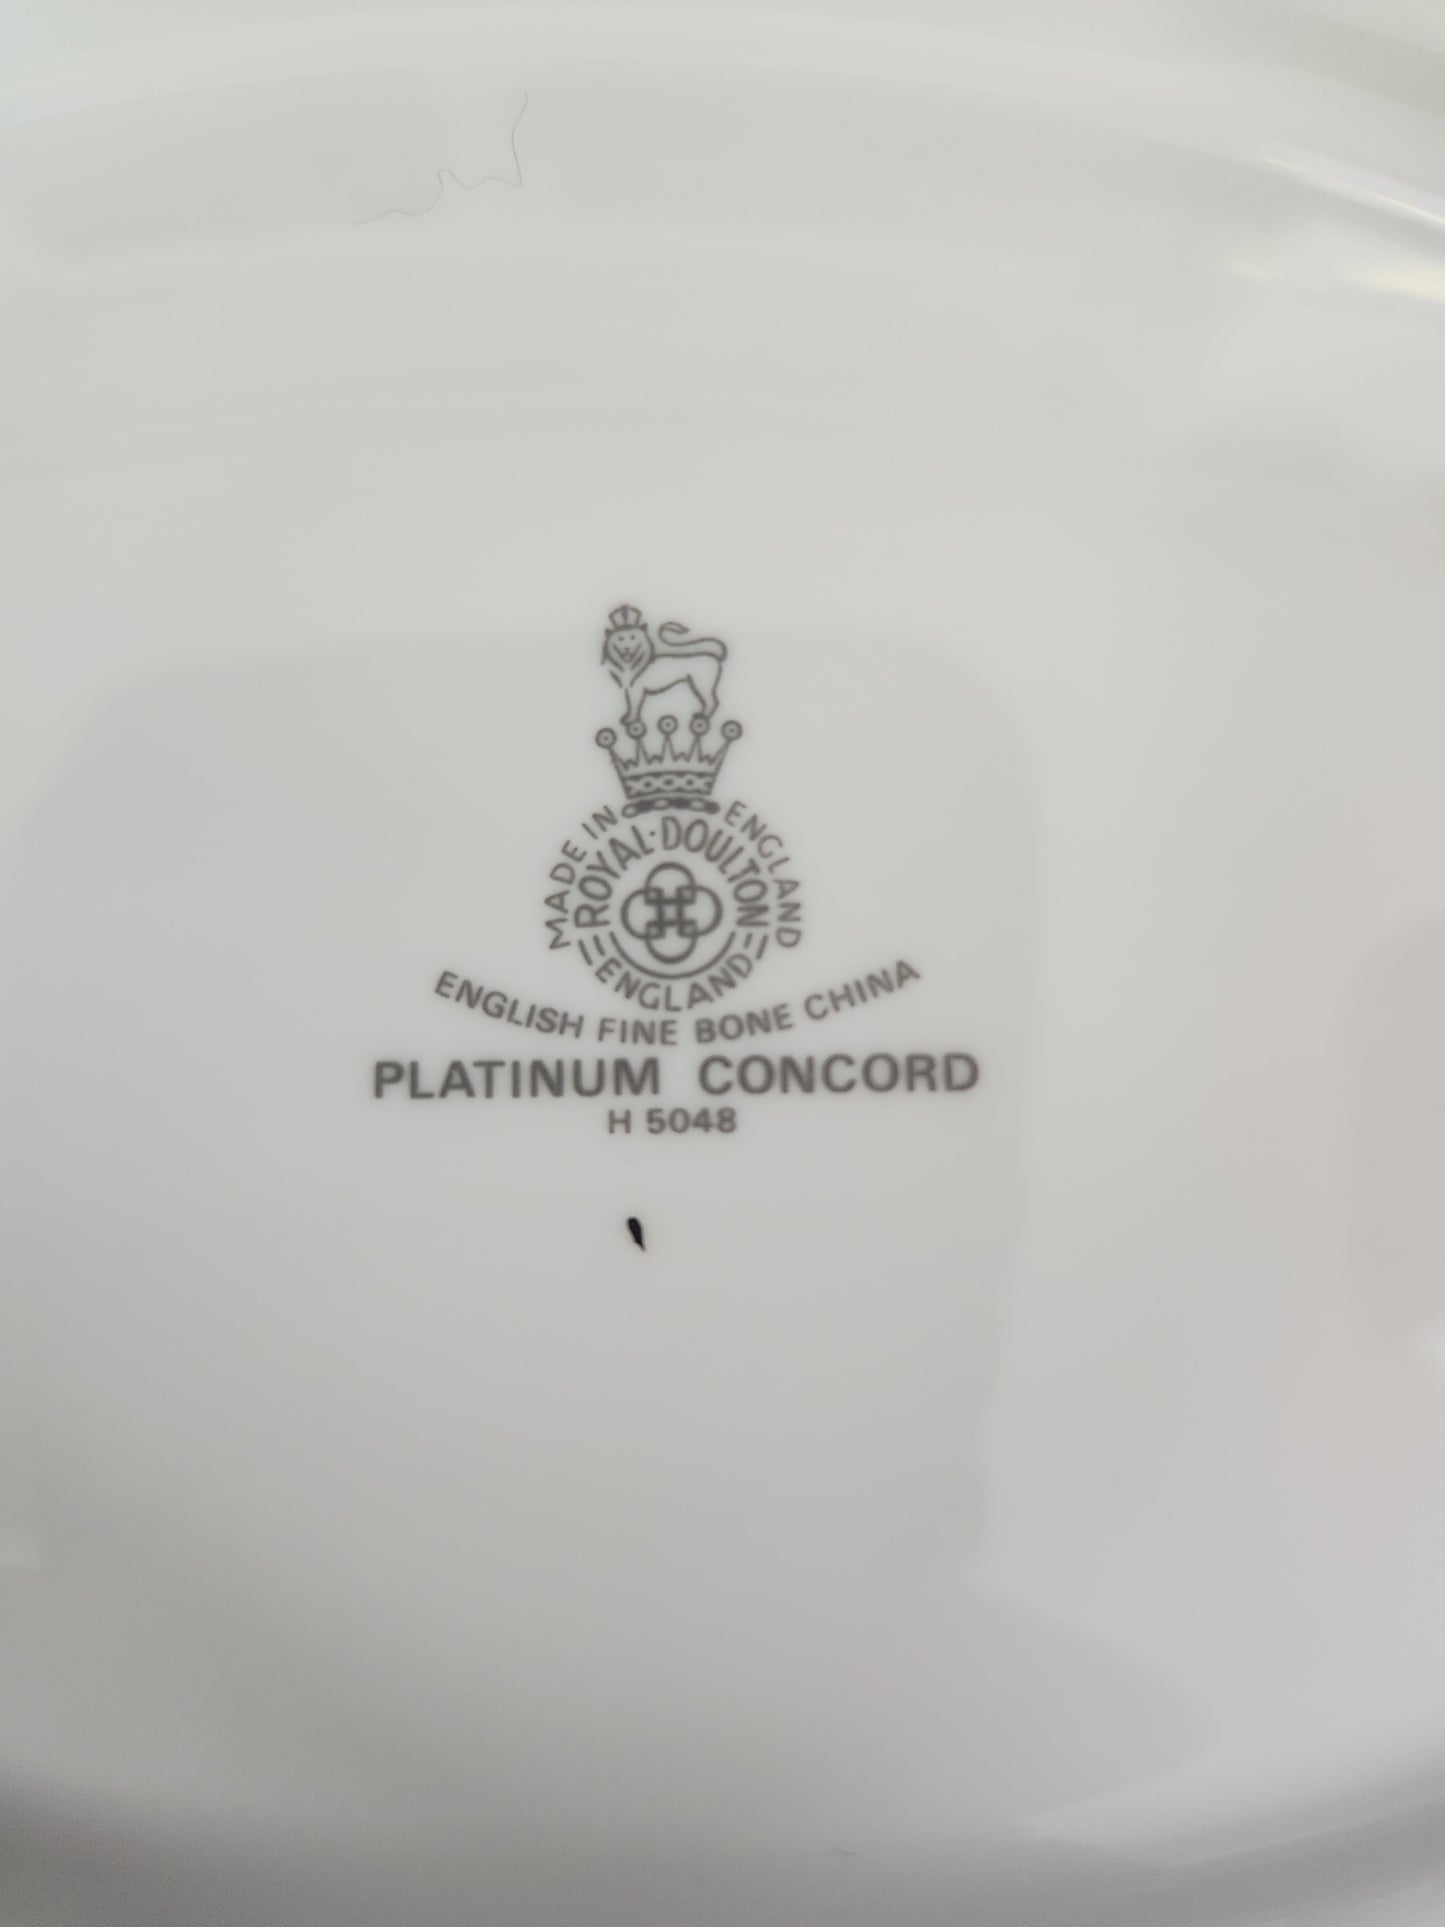 MADE IN ENGLAND
ROYAL·DOULTON
ENGLAND
ENGLISH FINE BONE CHINA
PLATINUM CONCORD
H 5048